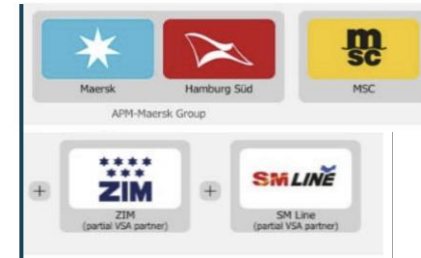 msc
Maersk
Hamburg Süd
MSC
APM-Maersk Group
+
ZIM
+
SM LINE
ZIM
(partial VSA partner)
SM Line
(partial VSA partner)